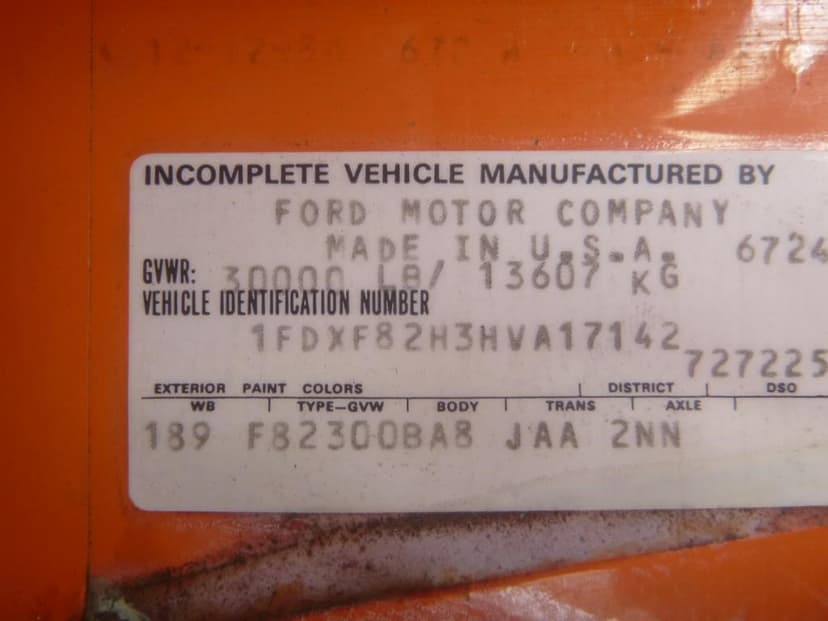 INCOMPLETE VEHICLE MANUFACTURED BY
FORD MOTOR COMPANY
MADE IN U.S.A. 6724
GVWR: 30000 LB/ 13607 KG
VEHICLE IDENTIFICATION NUMBER
1FDXF82H3HVA17142
727225
EXTERIOR PAINT COLORS DISTRICT DSO
WB TYPE-GVW BODY TRANS AXLE
189 F82300BA8 JAA 2NN